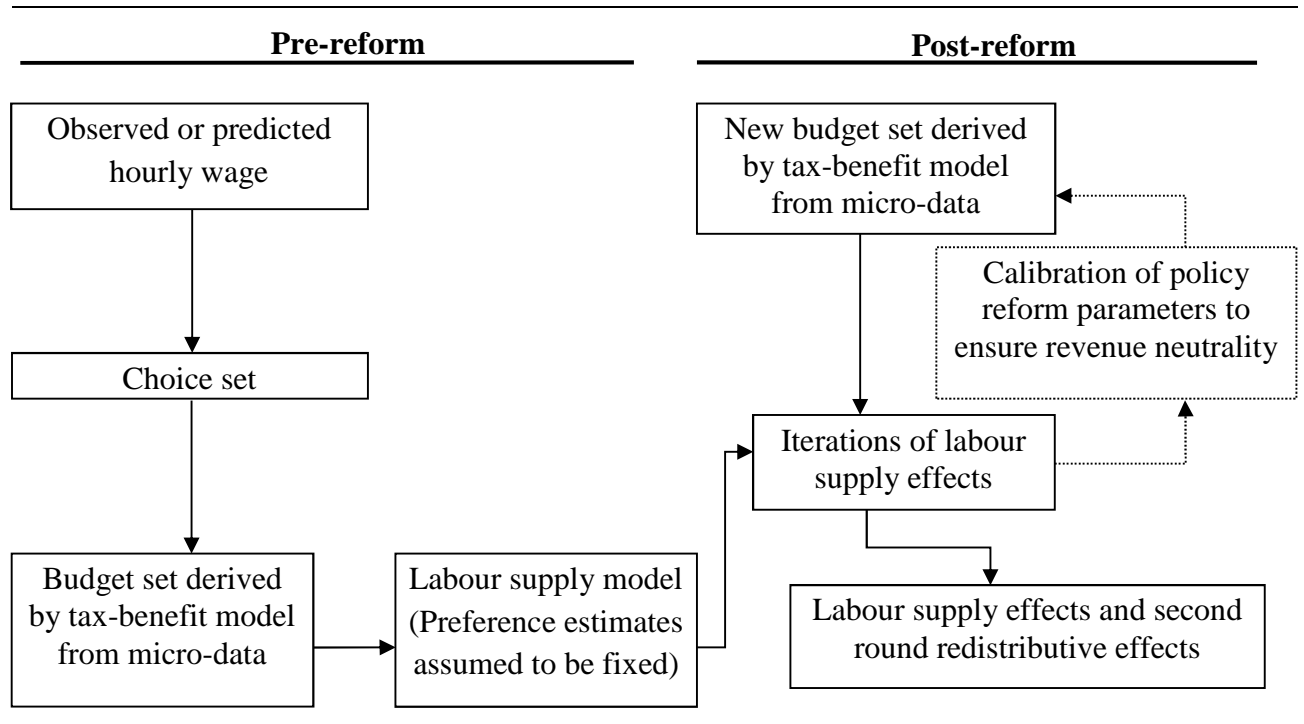 Pre-reform
Post-reform
Observed or predicted
hourly wage
Choice set
Budget set derived
by tax-benefit model
from micro-data
Labour supply model
(Preference estimates
assumed to be fixed)
New budget set derived
by tax-benefit model
from micro-data
Calibration of policy
reform parameters to
ensure revenue neutrality
Iterations of labour
supply effects
Labour supply effects and second
round redistributive effects